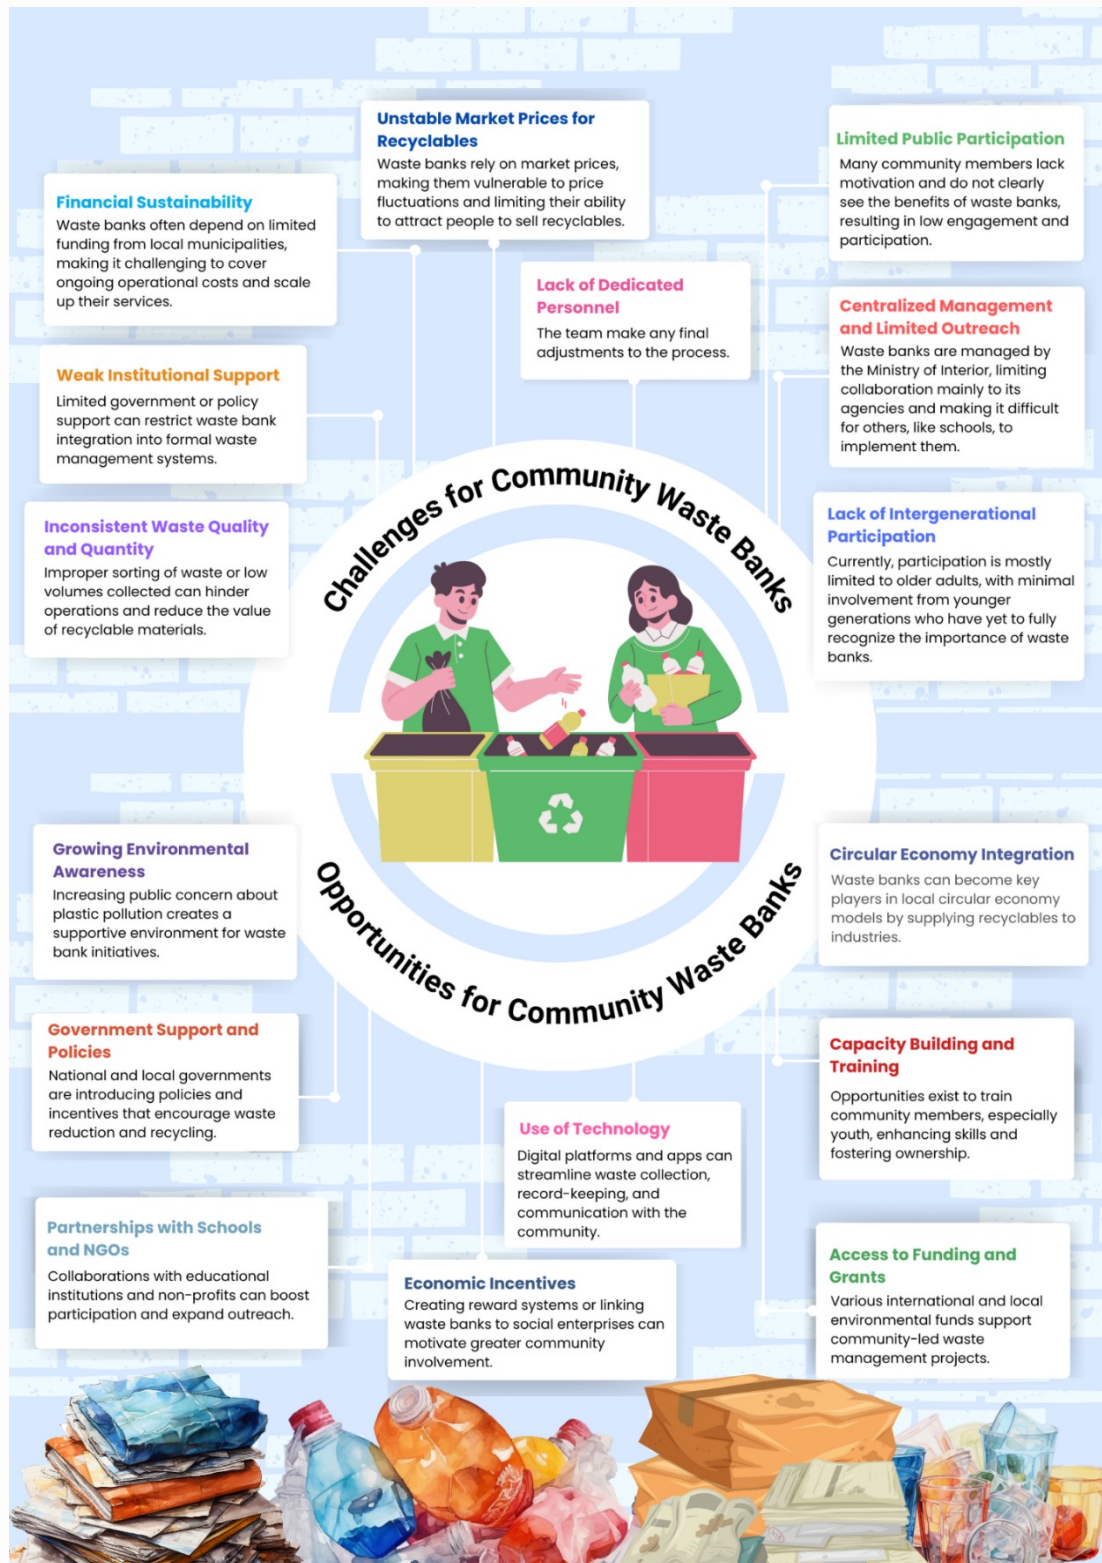 Unstable Market Prices for
Recyclables
Waste banks rely on market prices,
making them vulnerable to price
fluctuations and limiting their ability
to attract people to sell recyclables.
Limited Public Participation
Many community members lack
motivation and do not clearly
see the benefits of waste banks,
resulting in low engagement and
participation.
Financial Sustainability
Waste banks often depend on limited
funding from local municipalities,
making it challenging to cover
ongoing operational costs and scale
up their services.
Lack of Dedicated
Personnel
The team make any final
adjustments to the process.
Centralized Management
and Limited Outreach
Waste banks are managed by
the Ministry of Interior, limiting
collaboration mainly to its
agencies and making it difficult
for others, like schools, to
implement them.
Weak Institutional Support
Limited government or policy
support can restrict waste bank
integration into formal waste
management systems.
Inconsistent Waste Quality
and Quantity
Improper sorting of waste or low
volumes collected can hinder
operations and reduce the value
of recyclable materials.
Lack of Intergenerational
Participation
Currently, participation is mostly
limited to older adults, with minimal
involvement from younger
generations who have yet to fully
recognize the importance of waste
banks.
Challenges for Community Waste Banks
Opportunities for Community Waste Banks
Growing Environmental
Awareness
Increasing public concern about
plastic pollution creates a
supportive environment for waste
bank initiatives.
Circular Economy Integration
Waste banks can become key
players in local circular economy
models by supplying recyclables to
industries.
Government Support and
Policies
National and local governments
are introducing policies and
incentives that encourage waste
reduction and recycling.
Capacity Building and
Training
Opportunities exist to train
community members, especially
youth, enhancing skills and
fostering ownership.
Use of Technology
Digital platforms and apps can
streamline waste collection,
record-keeping, and
communication with the
community.
Partnerships with Schools
and NGOs
Collaborations with educational
institutions and non-profits can boost
participation and expand outreach.
Economic Incentives
Creating reward systems or linking
waste banks to social enterprises can
motivate greater community
involvement.
Access to Funding and
Grants
Various international and local
environmental funds support
community-led waste
management projects.